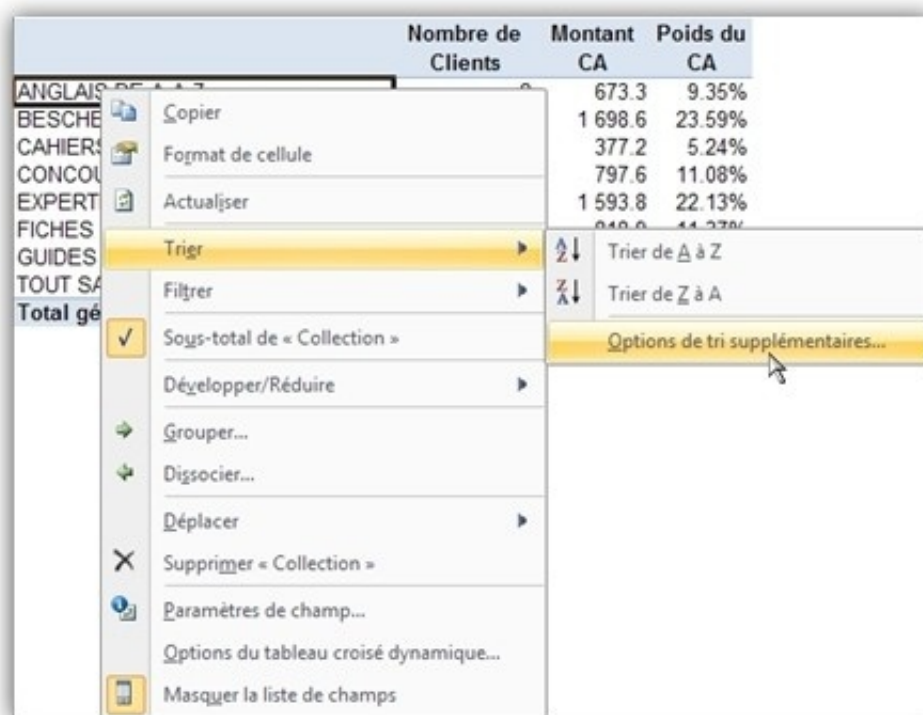 Nombre de Clients
Montant CA
Poids du CA
ANGLAIS DE A A Z
673.3 9.35%
BESCHE 1 698.6 23.59%
CAHIERS 377.2 5.24%
CONCOU 797.6 11.08%
EXPERT 1 593.8 22.13%
FICHES
GUIDES
TOUT SA
Total gé
Copier
Format de cellule
Actualiser
Trier
Filtrer
Sous-total de « Collection »
Développer/Réduire
Grouper...
Dissocier...
Déplacer
Supprimer « Collection »
Paramètres de champ...
Options du tableau croisé dynamique...
Masquer la liste de champs
Trier de A à Z
Trier de Z à A
Options de tri supplémentaires...